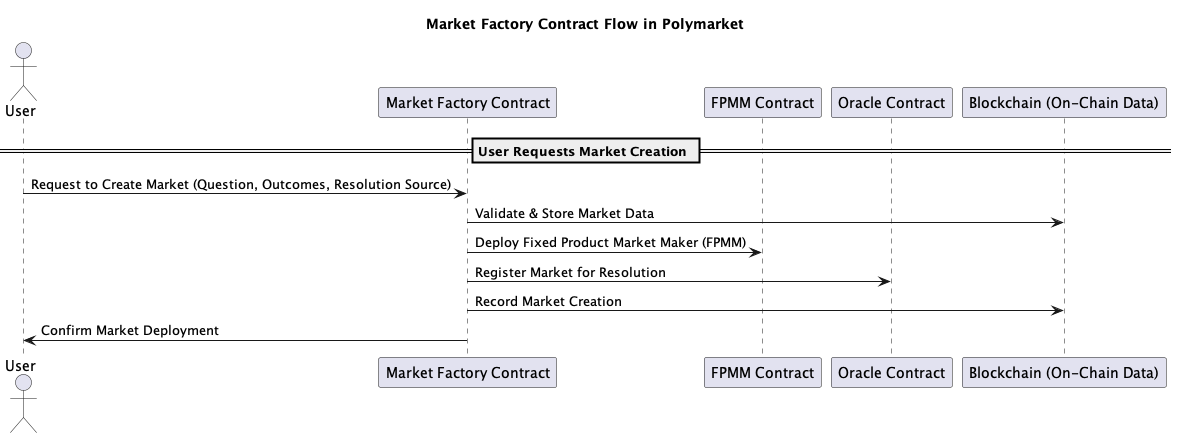 Market Factory Contract Flow in Polymarket
User
Market Factory Contract
FPMM Contract
Oracle Contract
Blockchain (On-Chain Data)
User Requests Market Creation
Request to Create Market (Question, Outcomes, Resolution Source)
Validate & Store Market Data
Deploy Fixed Product Market Maker (FPMM)
Register Market for Resolution
Record Market Creation
Confirm Market Deployment
User
Market Factory Contract
FPMM Contract
Oracle Contract
Blockchain (On-Chain Data)